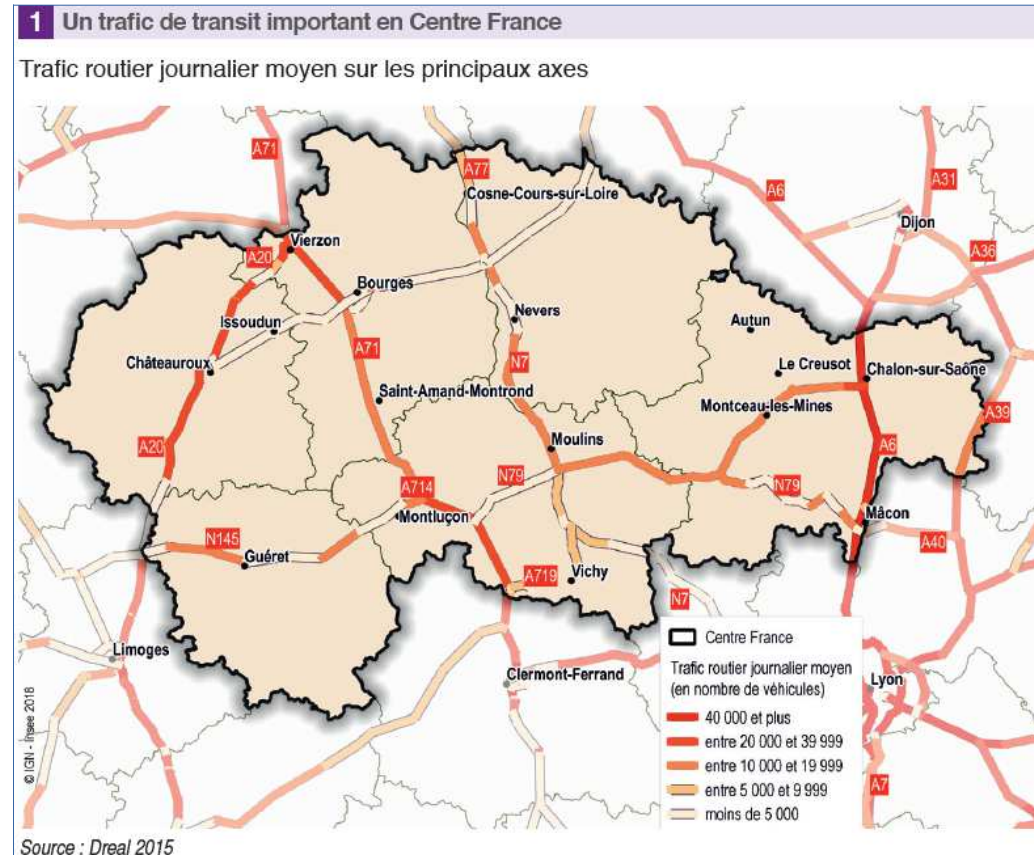 1 Un trafic de transit important en Centre France
Trafic routier journalier moyen sur les principaux axes
A71
A77
A6
A31
Cosne-Cours-sur-Loire
Dijon
A20
Vierzon
A36
Bourges
Issoudun
Nevers
Autun
Châteauroux
A71
N7
Le Creusot
Chalon-sur-Saône
Saint-Amand-Montrond
Montceau-les-Mines
A39
A20
Moulins
A6
A714
N79
N79
Montluçon
Mâcon
N145
Guéret
A40
A719
Vichy
N7
Limoges
Clermont-Ferrand
Lyon
A7
Centre France
Trafic routier journalier moyen
(en nombre de véhicules)
40 000 et plus
entre 20 000 et 39 999
entre 10 000 et 19 999
entre 5 000 et 9 999
moins de 5 000
© IGN - Insee 2018
Source : Dreal 2015